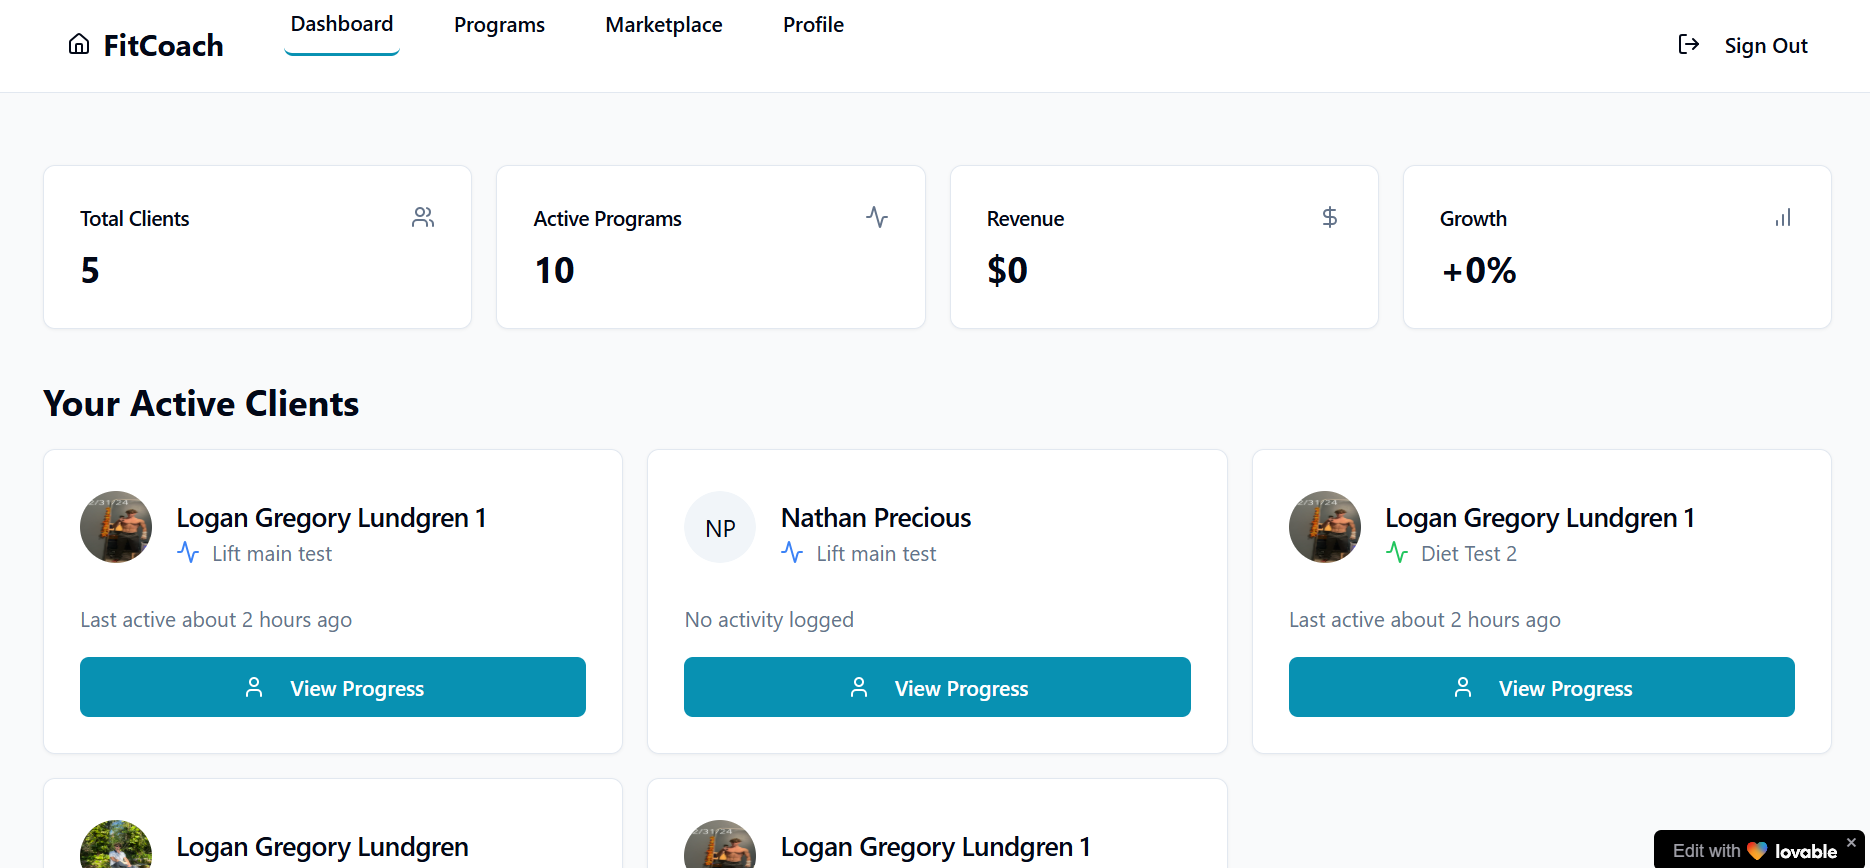 FitCoach
Dashboard
Programs
Marketplace
Profile
Sign Out
Total Clients
5
Active Programs
10
Revenue
$0
Growth
+0%
Your Active Clients
Logan Gregory Lundgren 1
Lift main test
Last active about 2 hours ago
View Progress
NP
Nathan Precious
Lift main test
No activity logged
View Progress
Logan Gregory Lundgren 1
Diet Test 2
Last active about 2 hours ago
View Progress
Logan Gregory Lundgren
Logan Gregory Lundgren 1
Edit with lovable